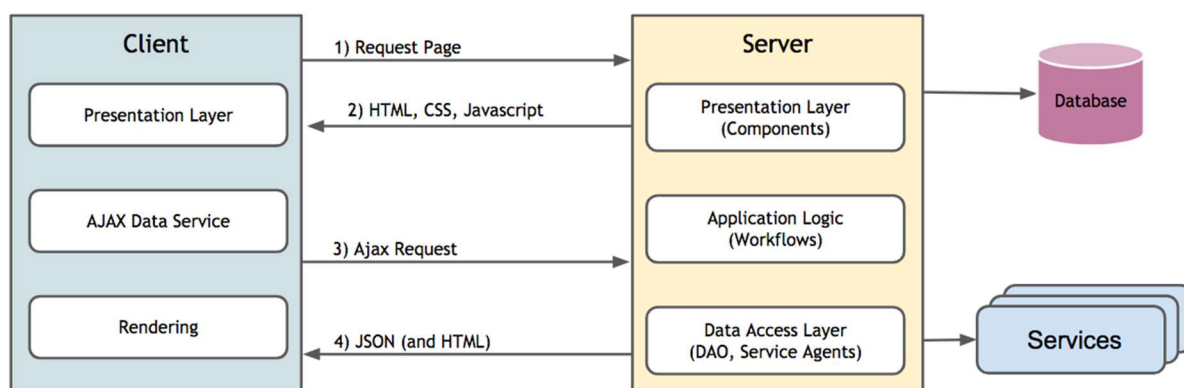 Client
Presentation Layer
AJAX Data Service
Rendering
1) Request Page
2) HTML, CSS, Javascript
3) Ajax Request
4) JSON (and HTML)
Server
Presentation Layer
(Components)
Application Logic
(Workflows)
Data Access Layer
(DAO, Service Agents)
Database
Services